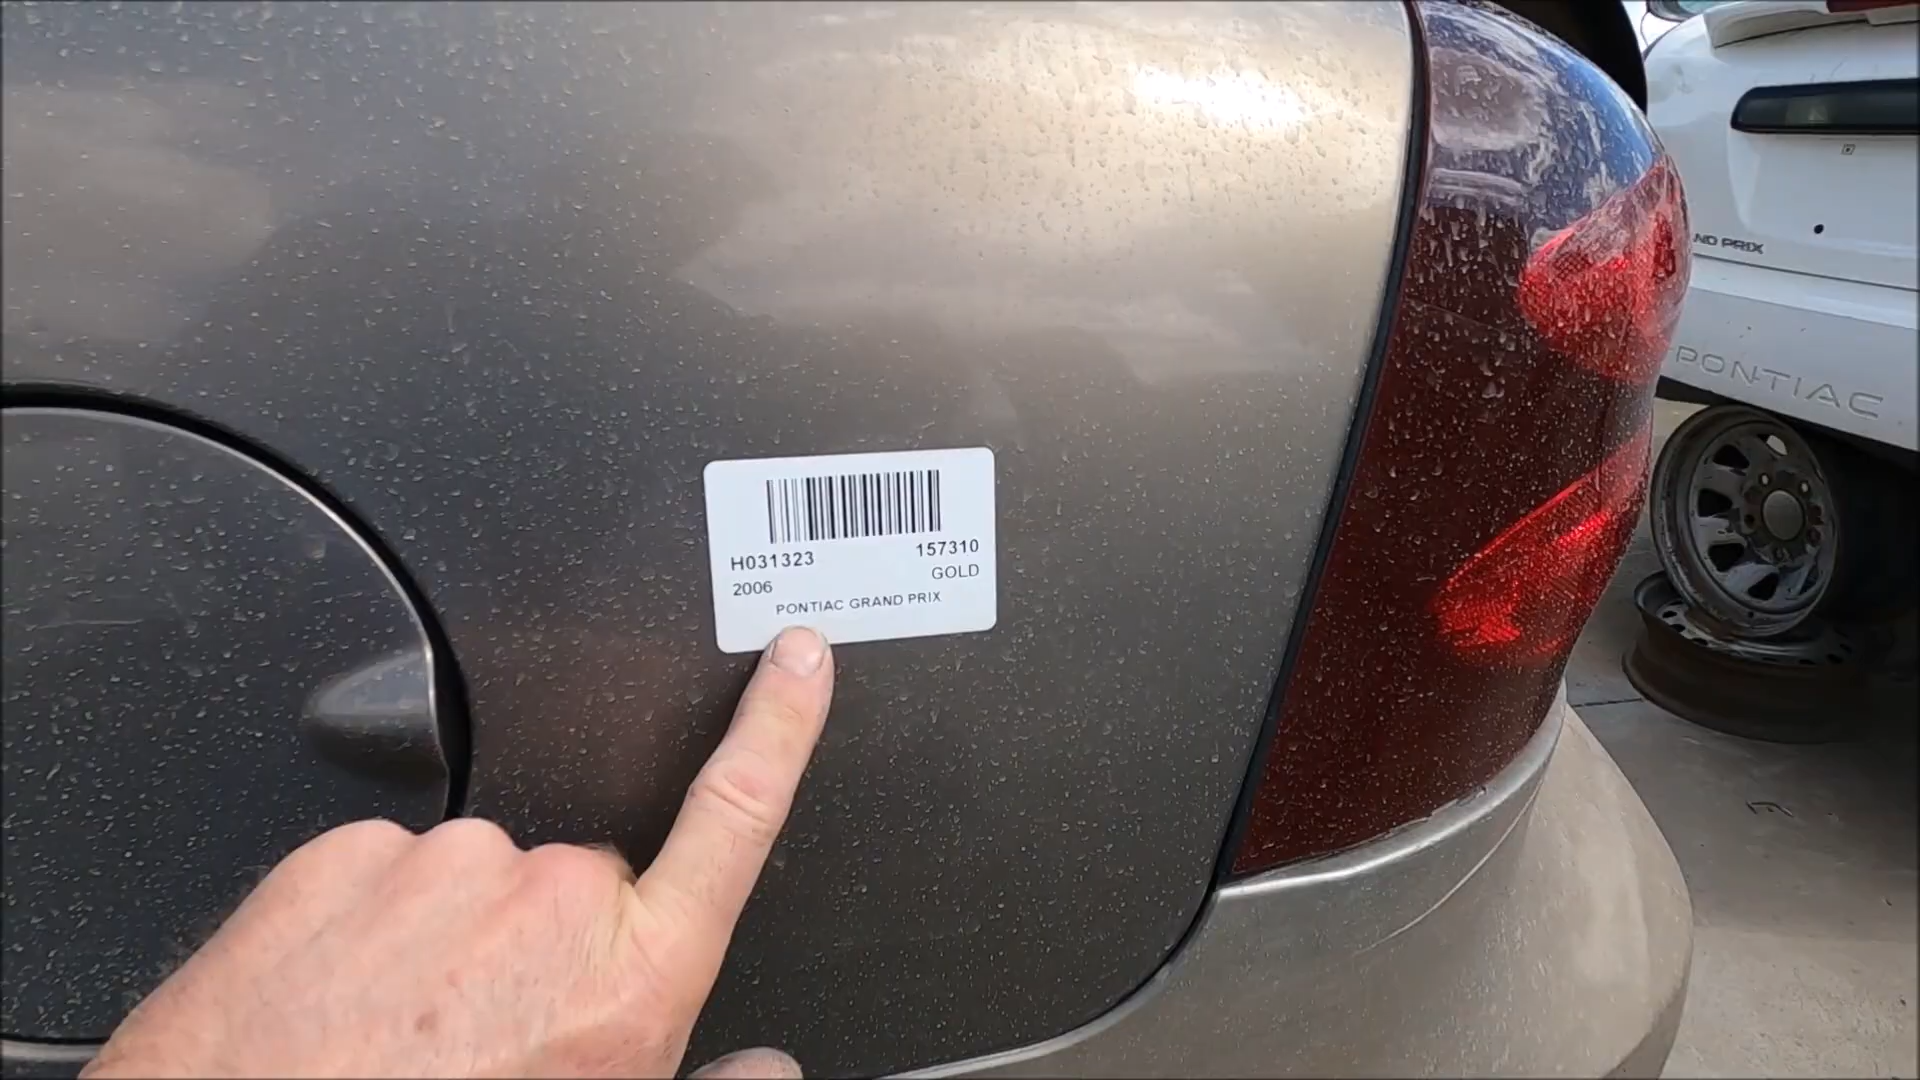 H031323 157310
2006 GOLD
PONTIAC GRAND PRIX
ND PRIX
PONTIAC